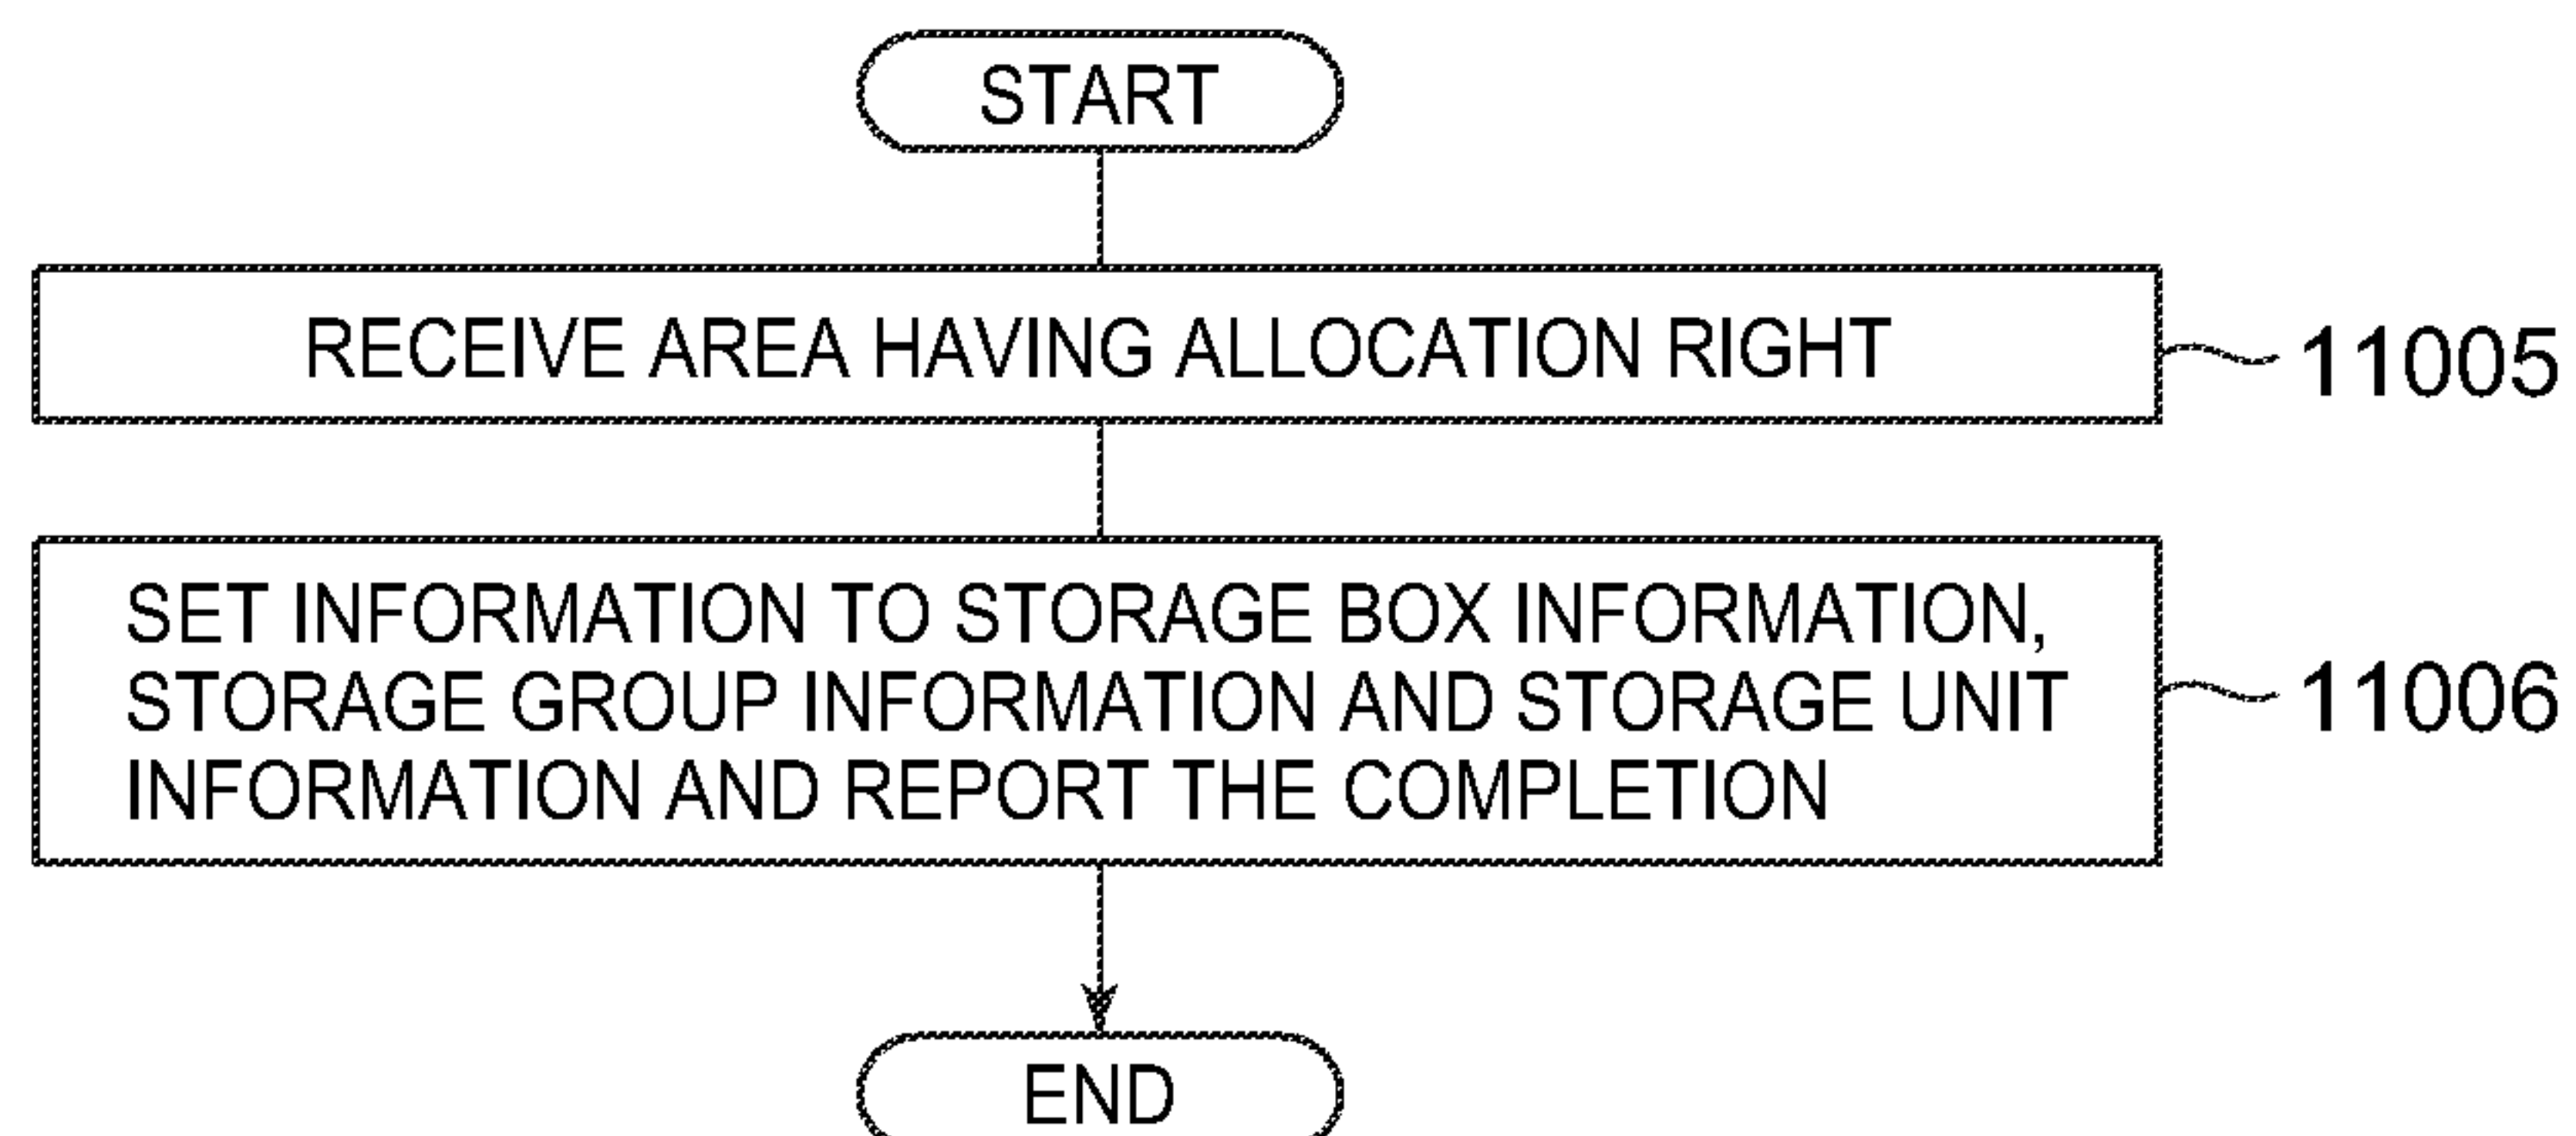 START
RECEIVE AREA HAVING ALLOCATION RIGHT
11005
SET INFORMATION TO STORAGE BOX INFORMATION,
STORAGE GROUP INFORMATION AND STORAGE UNIT
INFORMATION AND REPORT THE COMPLETION
11006
END